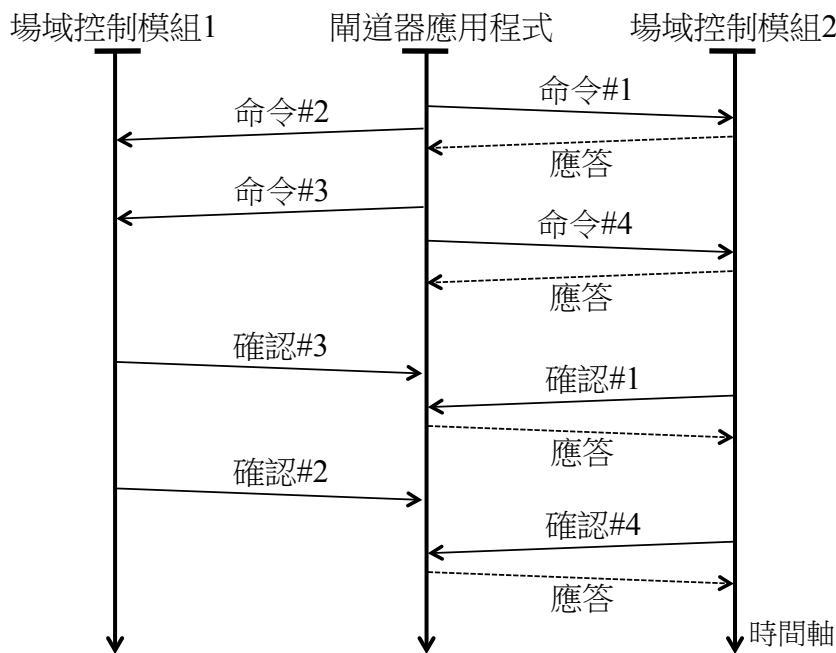 場域控制模組1
閘道器應用程式
場域控制模組2
命令#1
命令#2
應答
命令#3
命令#4
應答
確認#3
確認#1
應答
確認#2
確認#4
應答
時間軸